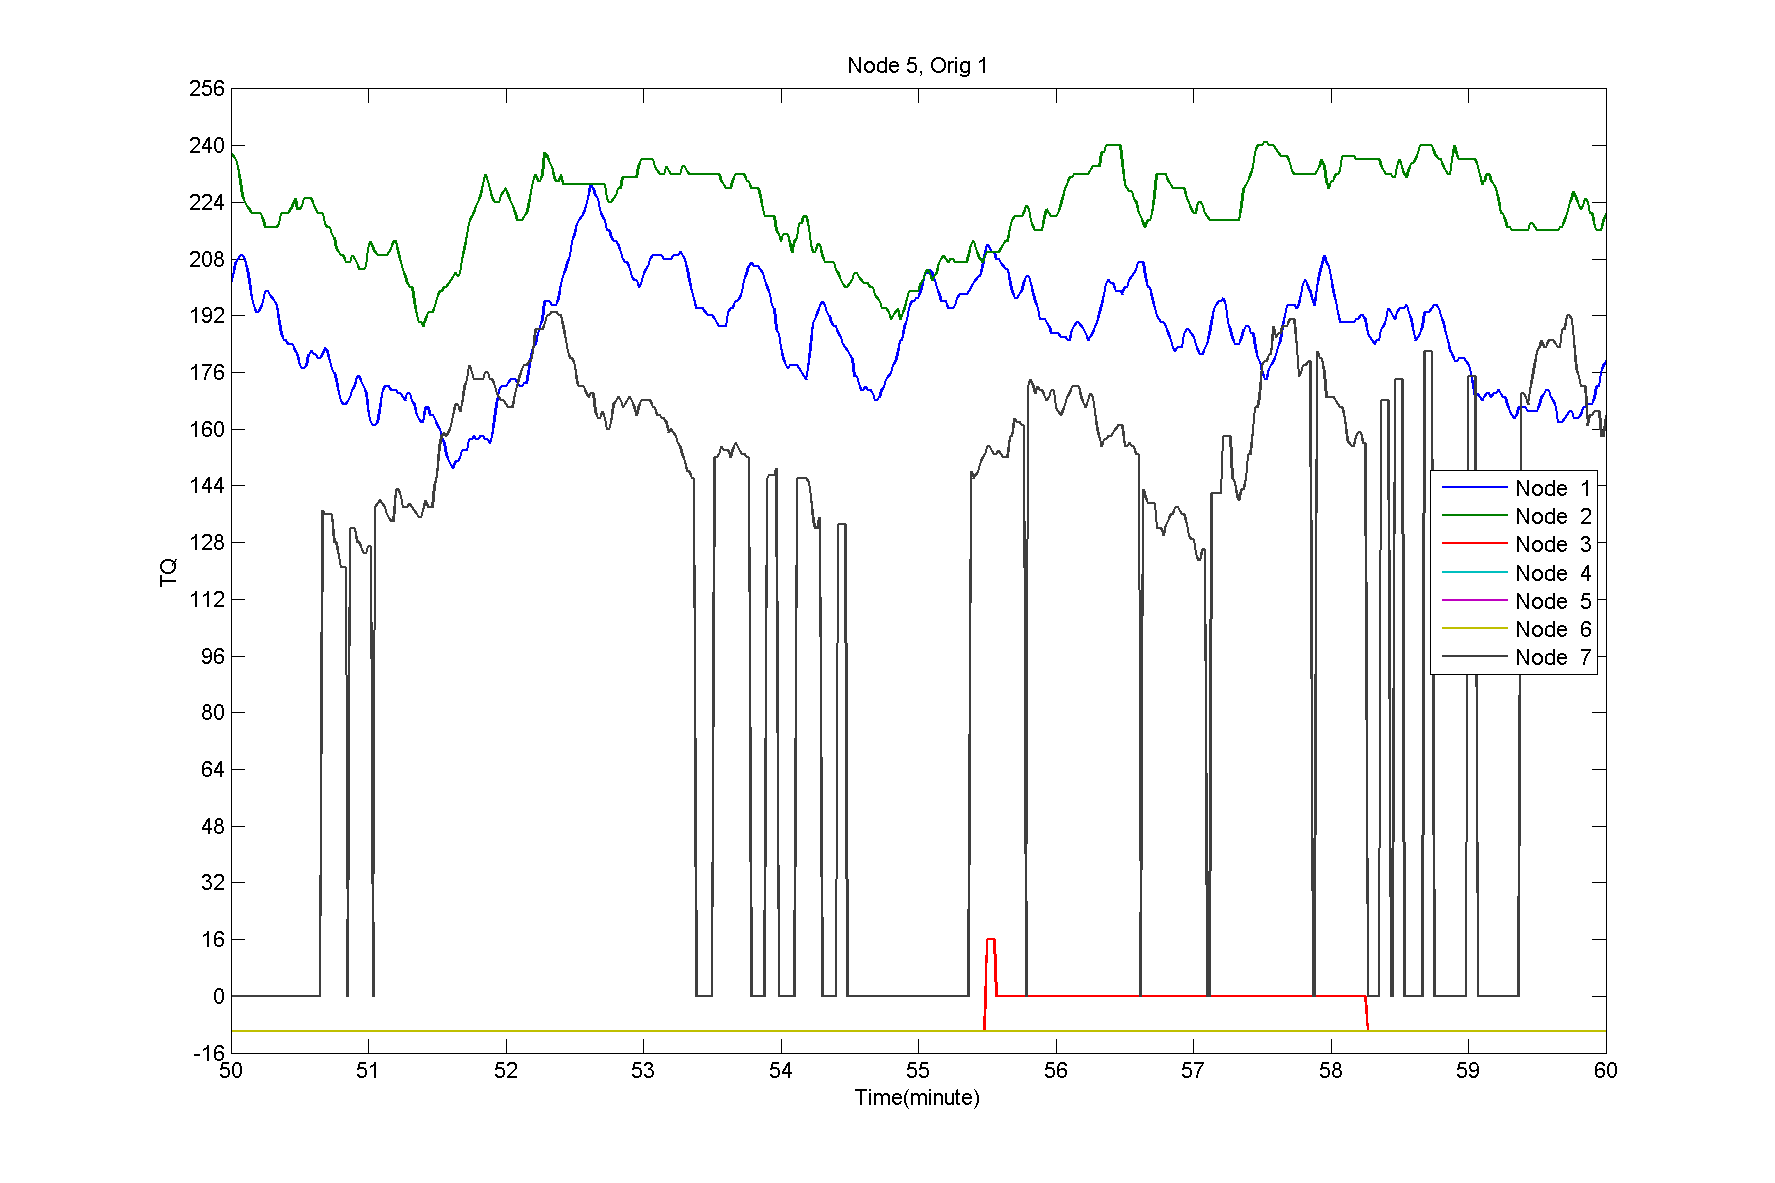 Node 5, Orig 1
256
240
224
208
192
176
160
144
128
112
96
80
64
48
32
16
0
-16
TQ
Node 1
Node 2
Node 3
Node 4
Node 5
Node 6
Node 7
50 51 52 53 54 55 56 57 58 59 60
Time(minute)